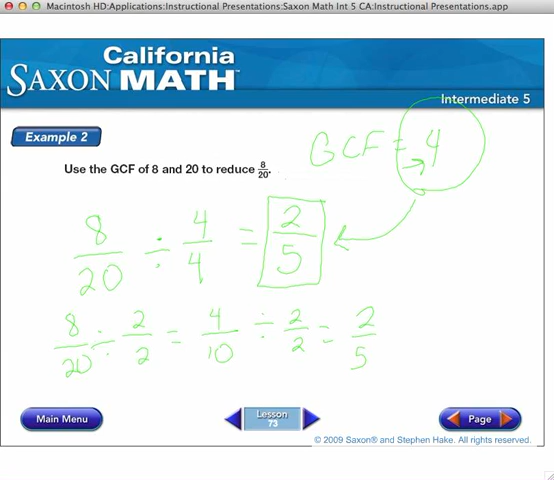 Macintosh HD:Applications:Instructional Presentations:Saxon Math Int 5 CA:Instructional Presentations.app
California
SAXON MATH
Intermediate 5
Example 2
GCF = 4
Use the GCF of 8 and 20 to reduce 8/20.
8/20 ÷ 4/4 = 2/5
8/20 ÷ 2/2 = 4/10 ÷ 2/2 = 2/5
Main Menu
Lesson
73
Page
© 2009 Saxon® and Stephen Hake. All rights reserved.